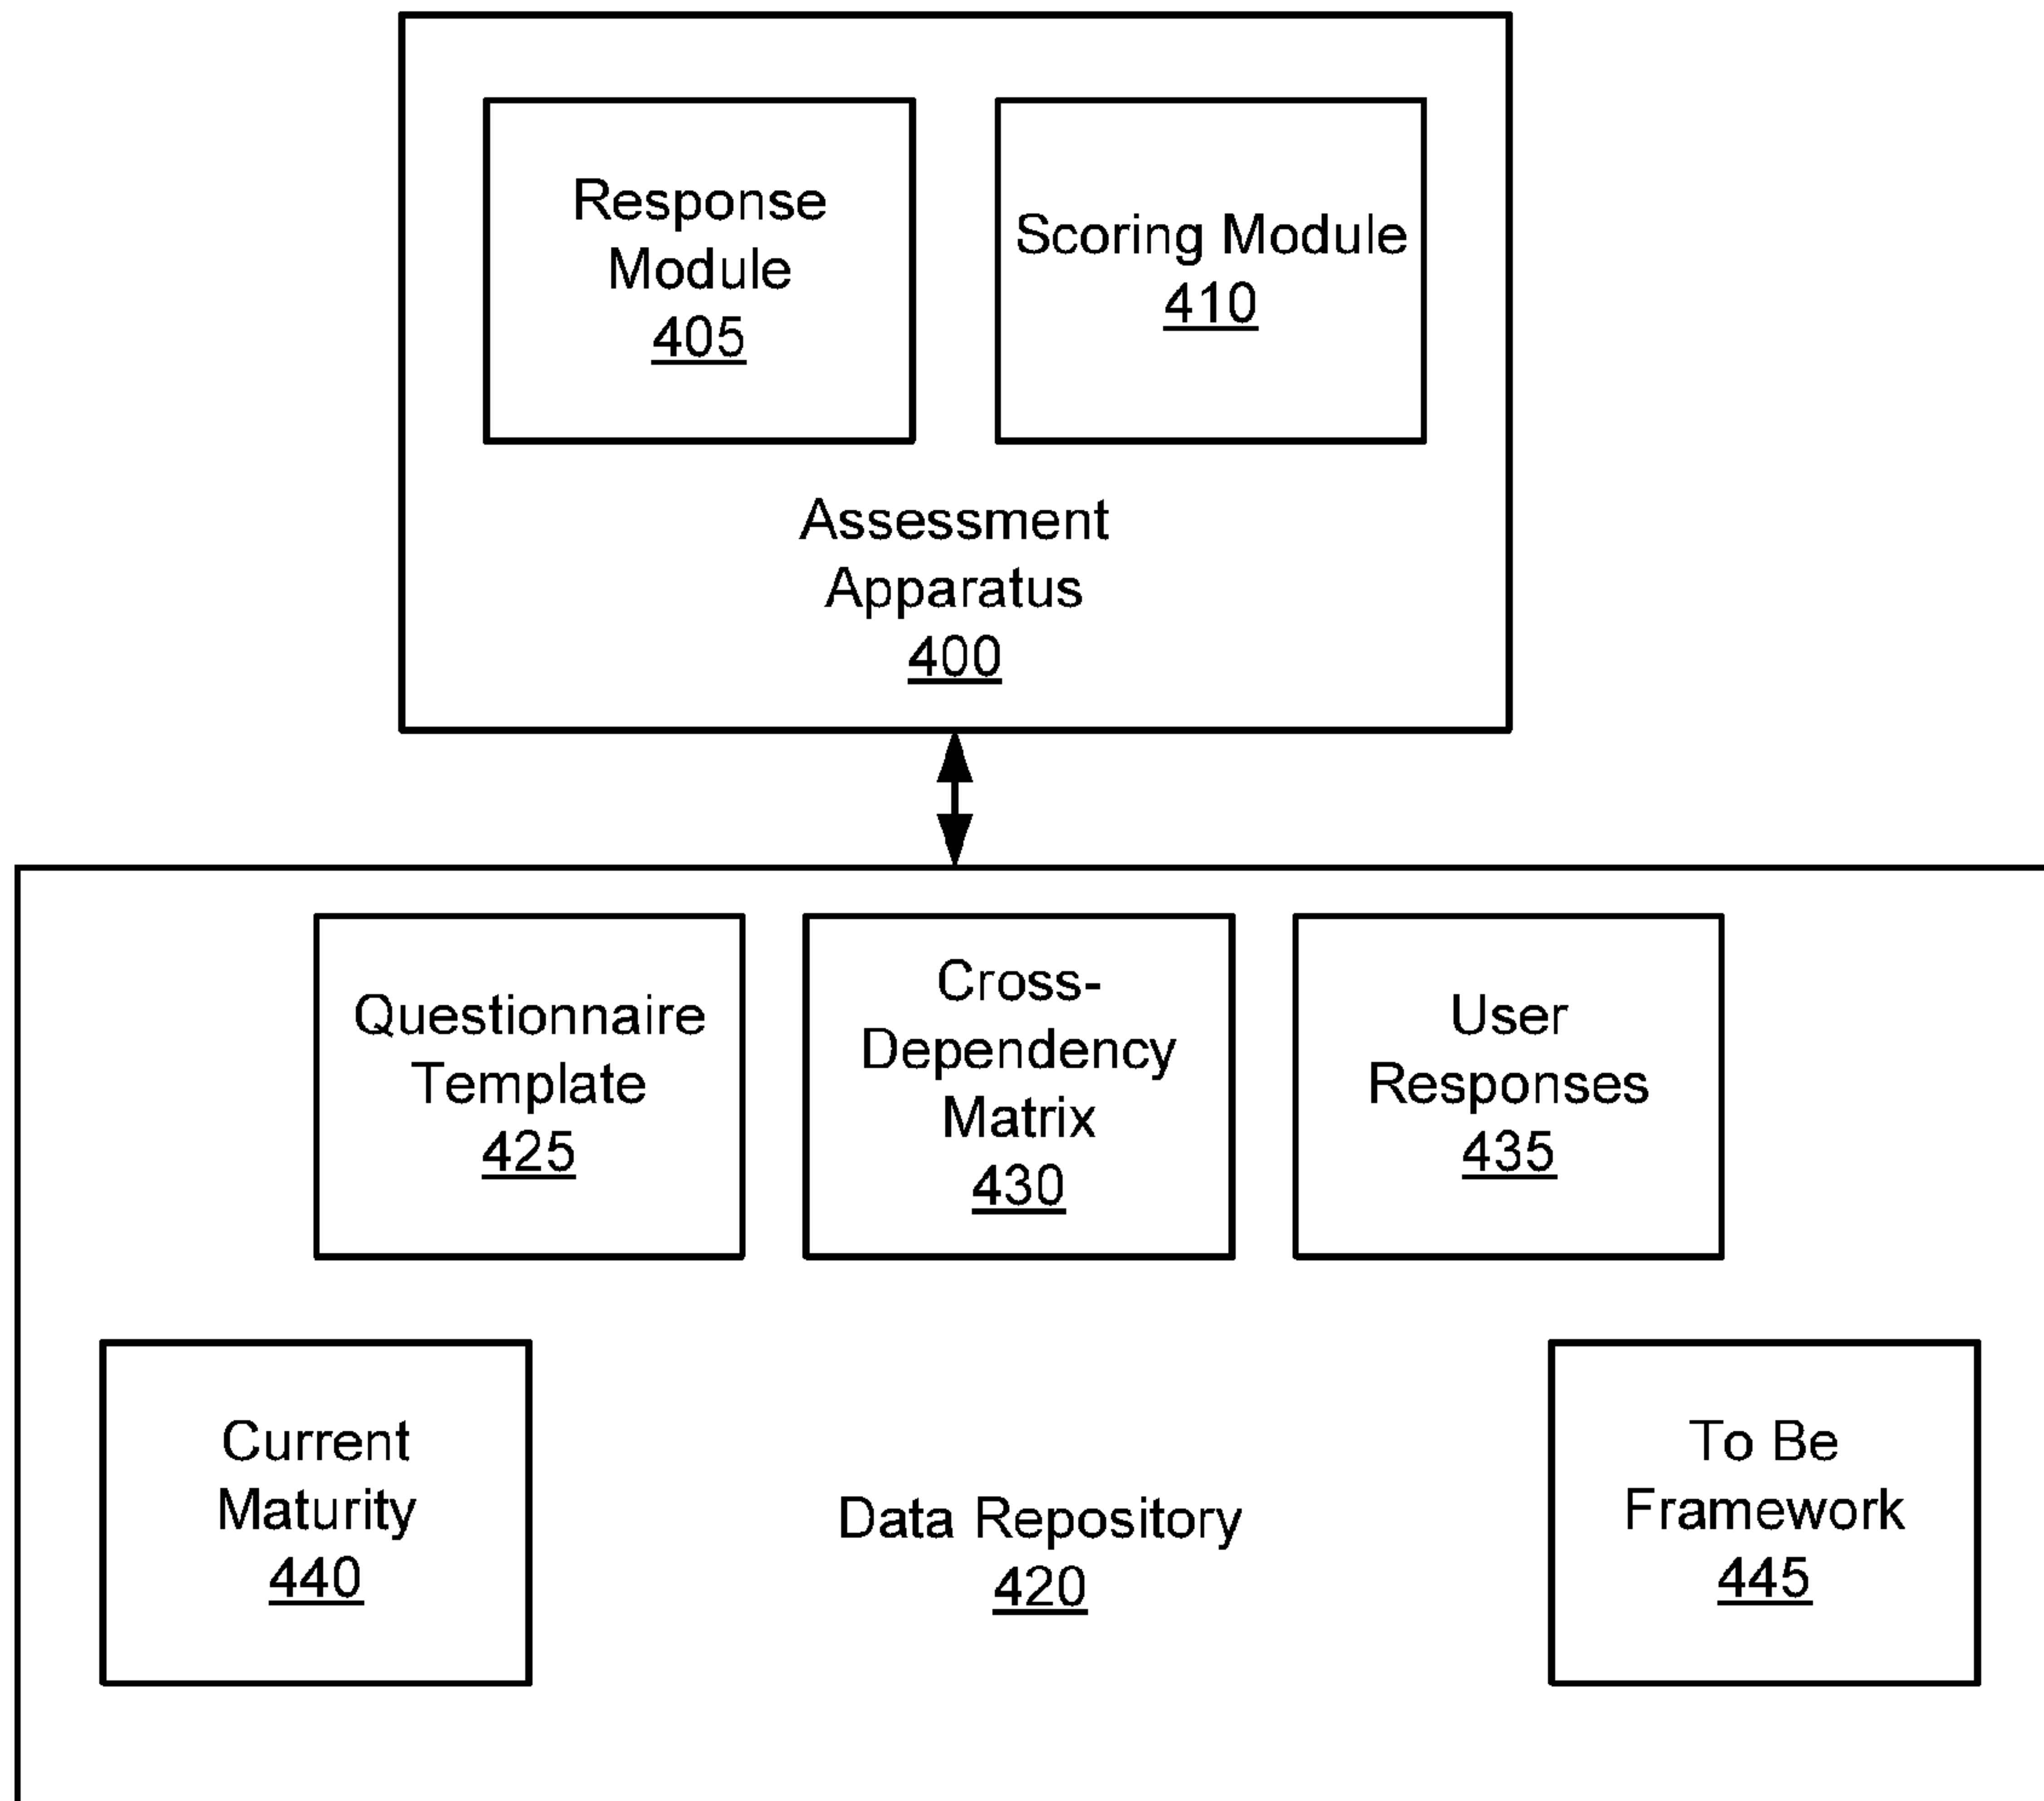 Response
Module
405
Scoring Module
410
Assessment
Apparatus
400
Questionnaire
Template
425
Cross-
Dependency
Matrix
430
User
Responses
435
Current
Maturity
440
Data Repository
420
To Be
Framework
445